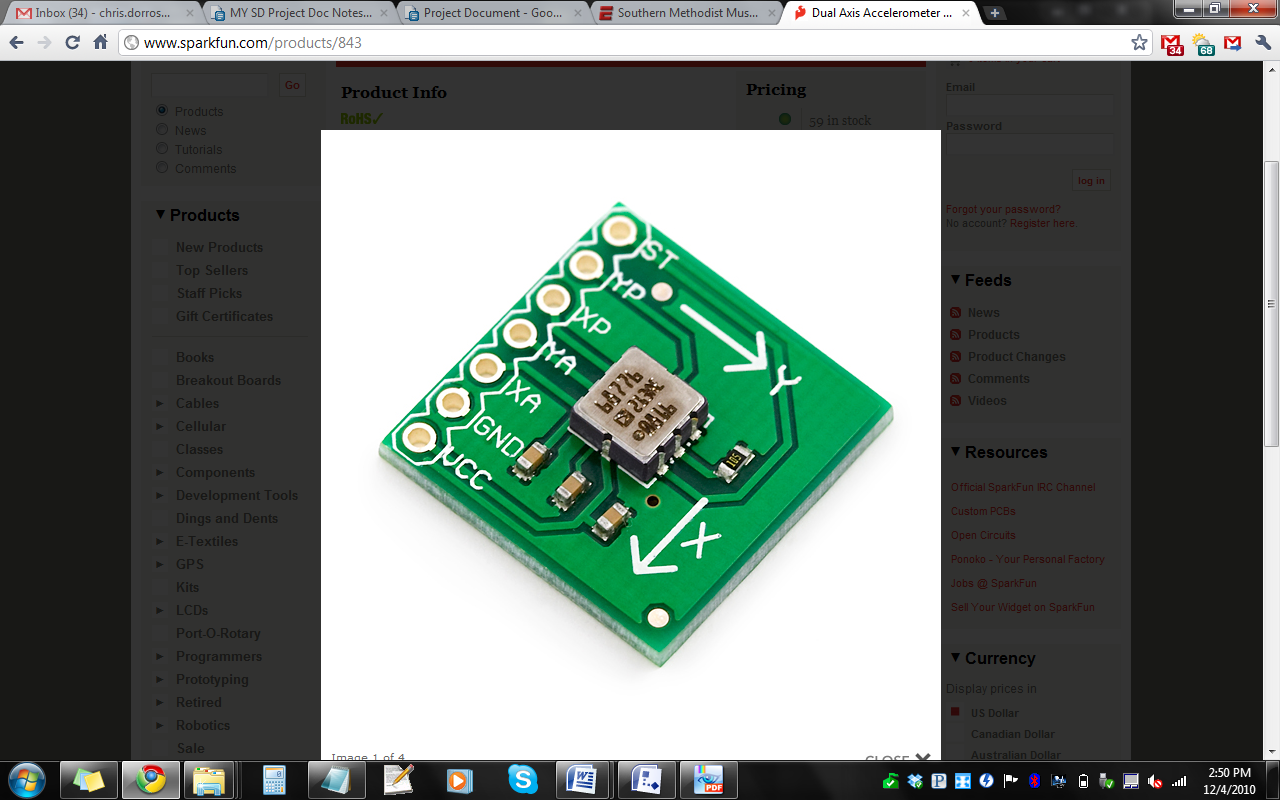 Inbox (34) - chris.dorros...
MY SD Project Doc Notes...
Project Document - Goo...
Southern Methodist Mus...
Dual Axis Accelerometer ...
www.sparkfun.com/products/843
34
68
Go
Products
News
Tutorials
Comments
Products
New Products
Top Sellers
Staff Picks
Gift Certificates
Books
Breakout Boards
Cables
Cellular
Classes
Components
Development Tools
Dings and Dents
E-Textiles
GPS
Kits
LCDs
Port-O-Rotary
Programmers
Prototyping
Retired
Robotics
Sale
Product Info
RoHS✓
Pricing
59 in stock
ST
YP
XP
YA
XA
GND
VCC
Y
X
105
Image 1 of 4
CLOSE
Email
Password
log in
Forgot your password?
No account? Register here.
Feeds
News
Products
Product Changes
Comments
Videos
Resources
Official SparkFun IRC Channel
Custom PCBs
Open Circuits
Ponoko - Your Personal Factory
Jobs @ SparkFun
Sell Your Widget on SparkFun
Currency
Display prices in
US Dollar
Canadian Dollar
Australian Dollar
PDF
2:50 PM
12/4/2010